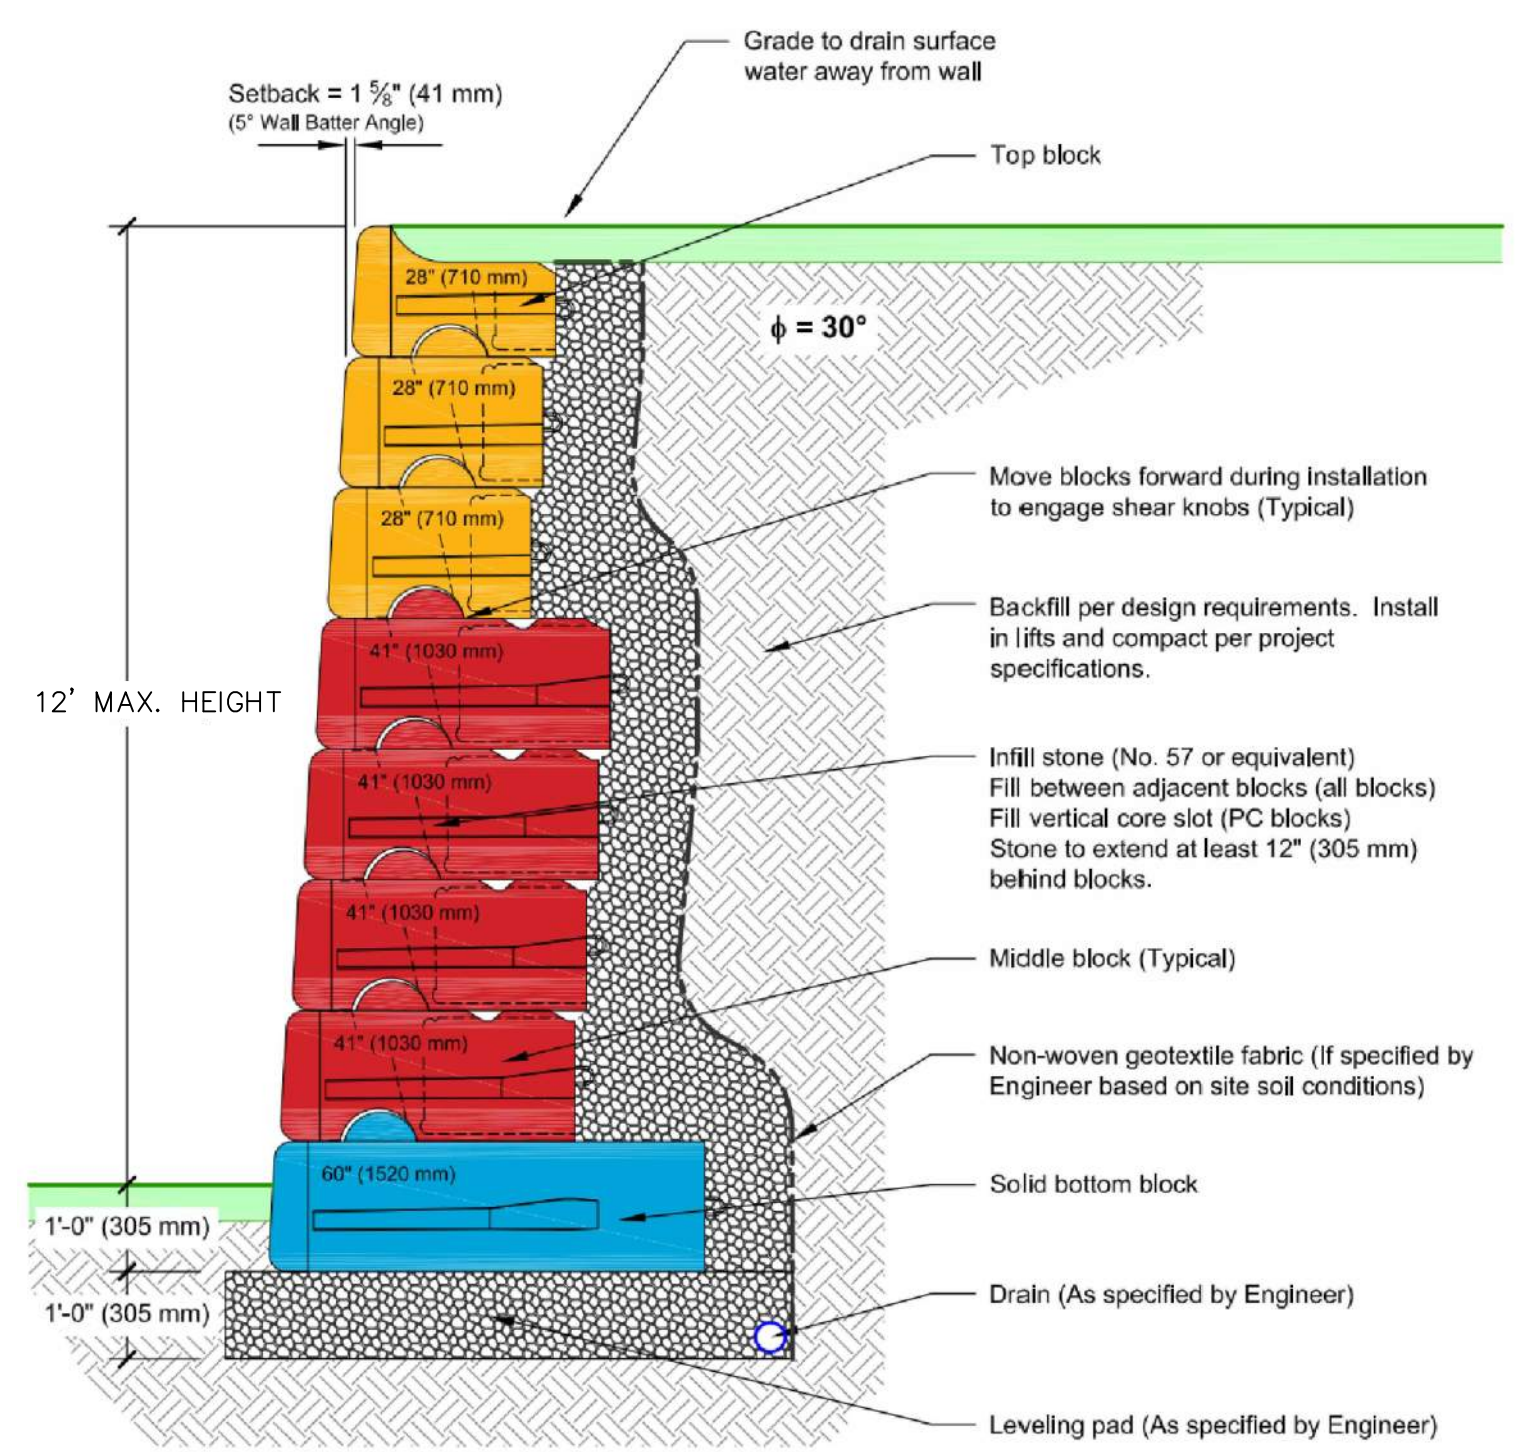 Grade to drain surface
water away from wall
Setback = 1 ⅝" (41 mm)
(5° Wall Batter Angle)
Top block
28" (710 mm)
ϕ = 30°
28" (710 mm)
Move blocks forward during installation
to engage shear knobs (Typical)
28" (710 mm)
Backfill per design requirements. Install
in lifts and compact per project
specifications.
41" (1030 mm)
12' MAX. HEIGHT
Infill stone (No. 57 or equivalent)
Fill between adjacent blocks (all blocks)
Fill vertical core slot (PC blocks)
Stone to extend at least 12" (305 mm)
behind blocks.
41" (1030 mm)
41" (1030 mm)
Middle block (Typical)
41" (1030 mm)
Non-woven geotextile fabric (If specified by
Engineer based on site soil conditions)
60" (1520 mm)
Solid bottom block
1'-0" (305 mm)
Drain (As specified by Engineer)
1'-0" (305 mm)
Leveling pad (As specified by Engineer)